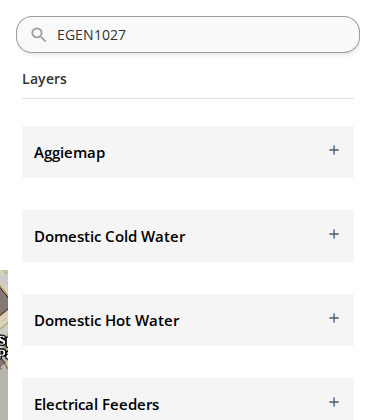 EGEN1027
Layers
Aggiemap
+
Domestic Cold Water
+
Domestic Hot Water
+
Electrical Feeders
+